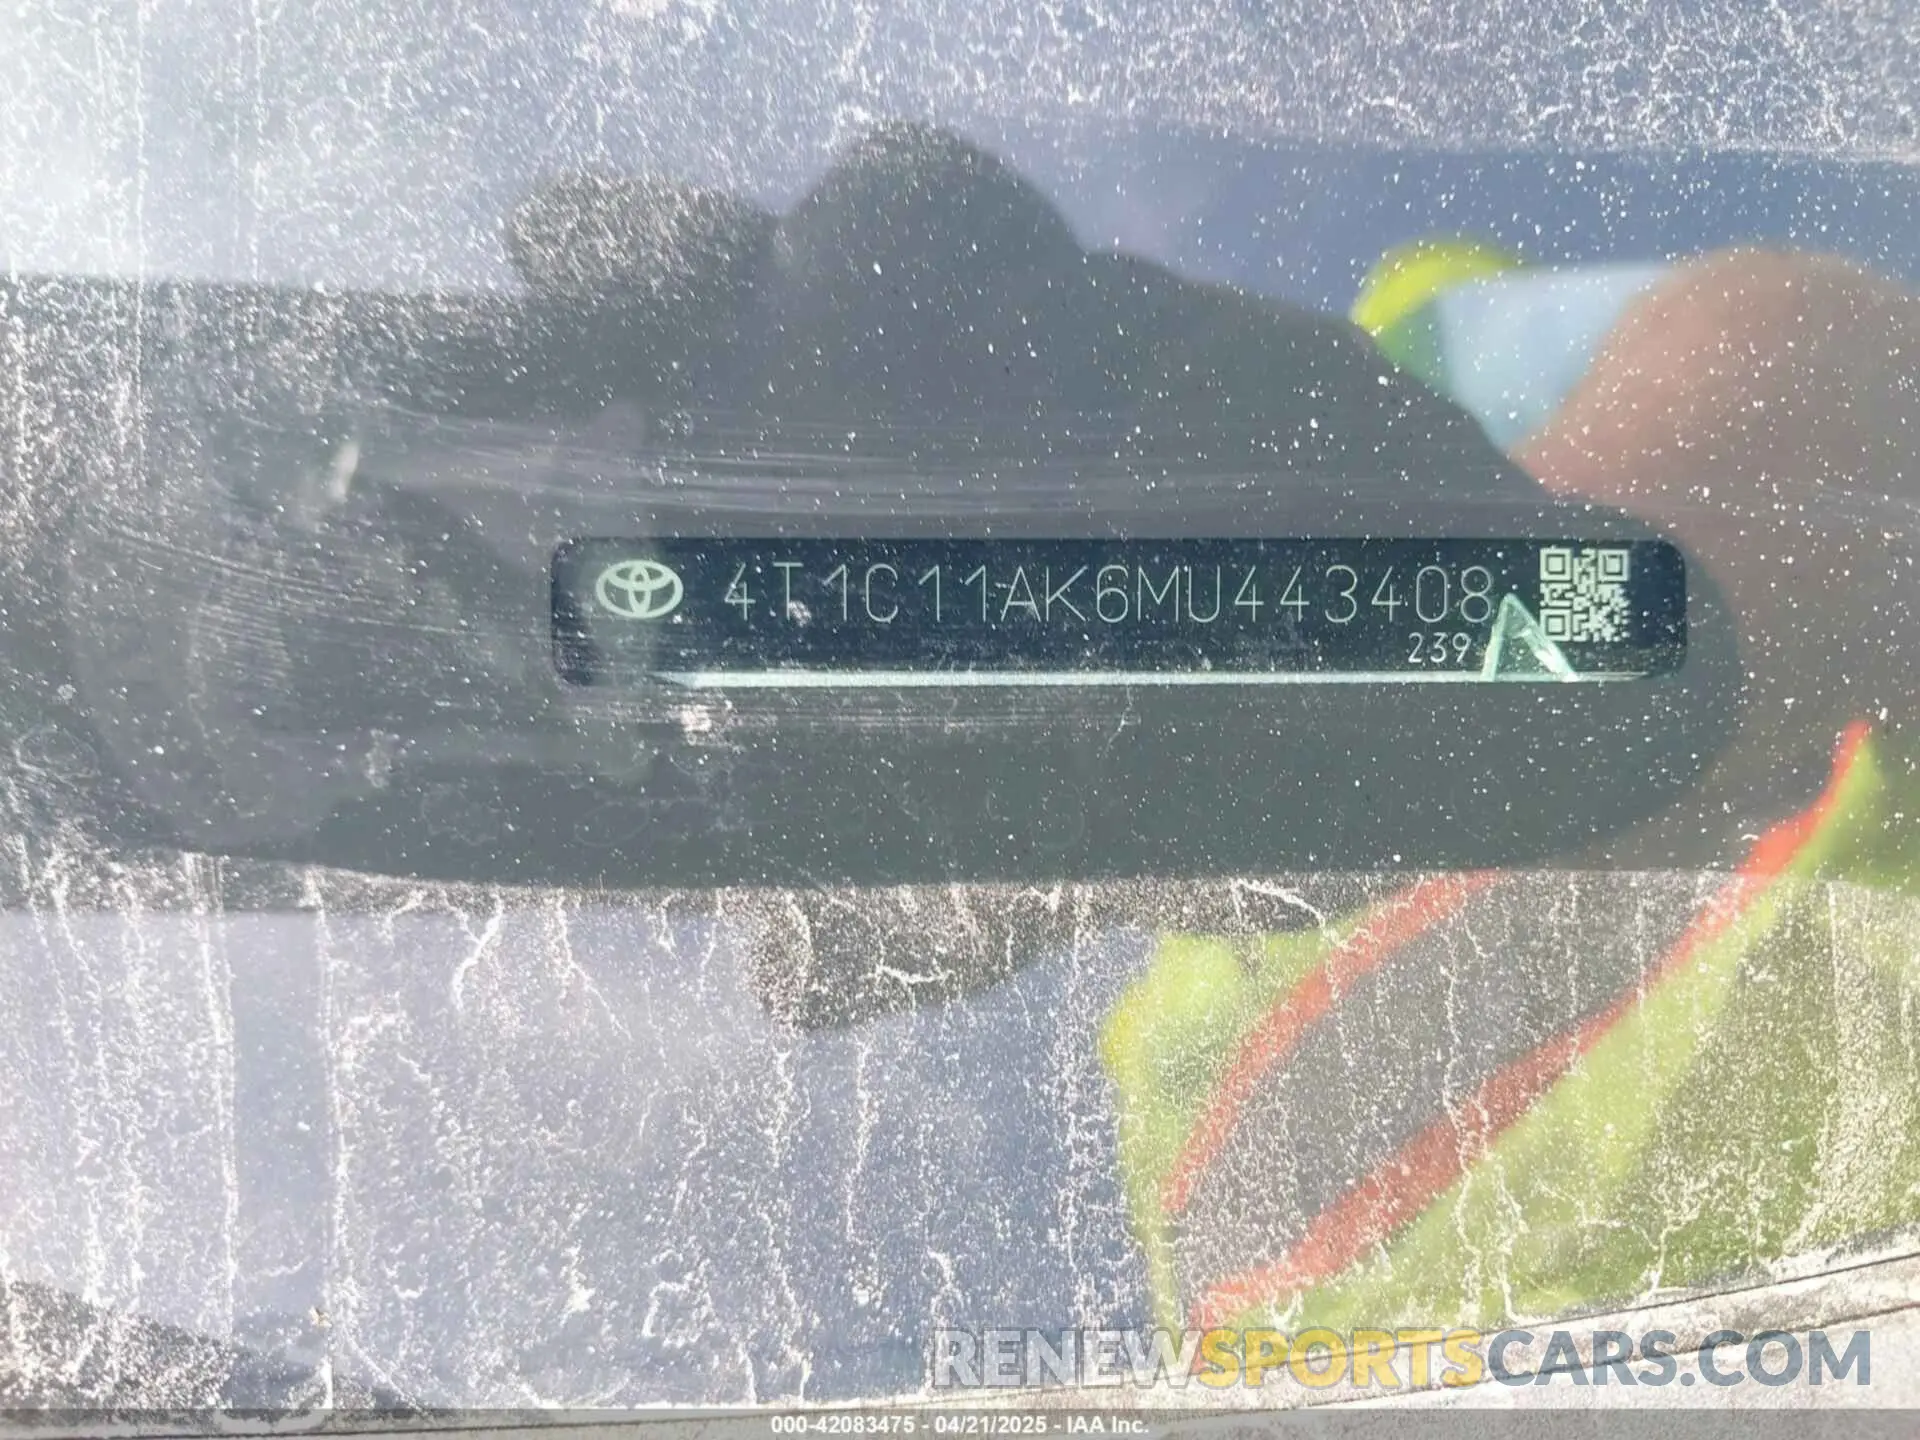 4T1C11AK6MU443408
239
RENEWSPORTSCARS.COM
000-42083475 - 04/21/2025 - IAA Inc.